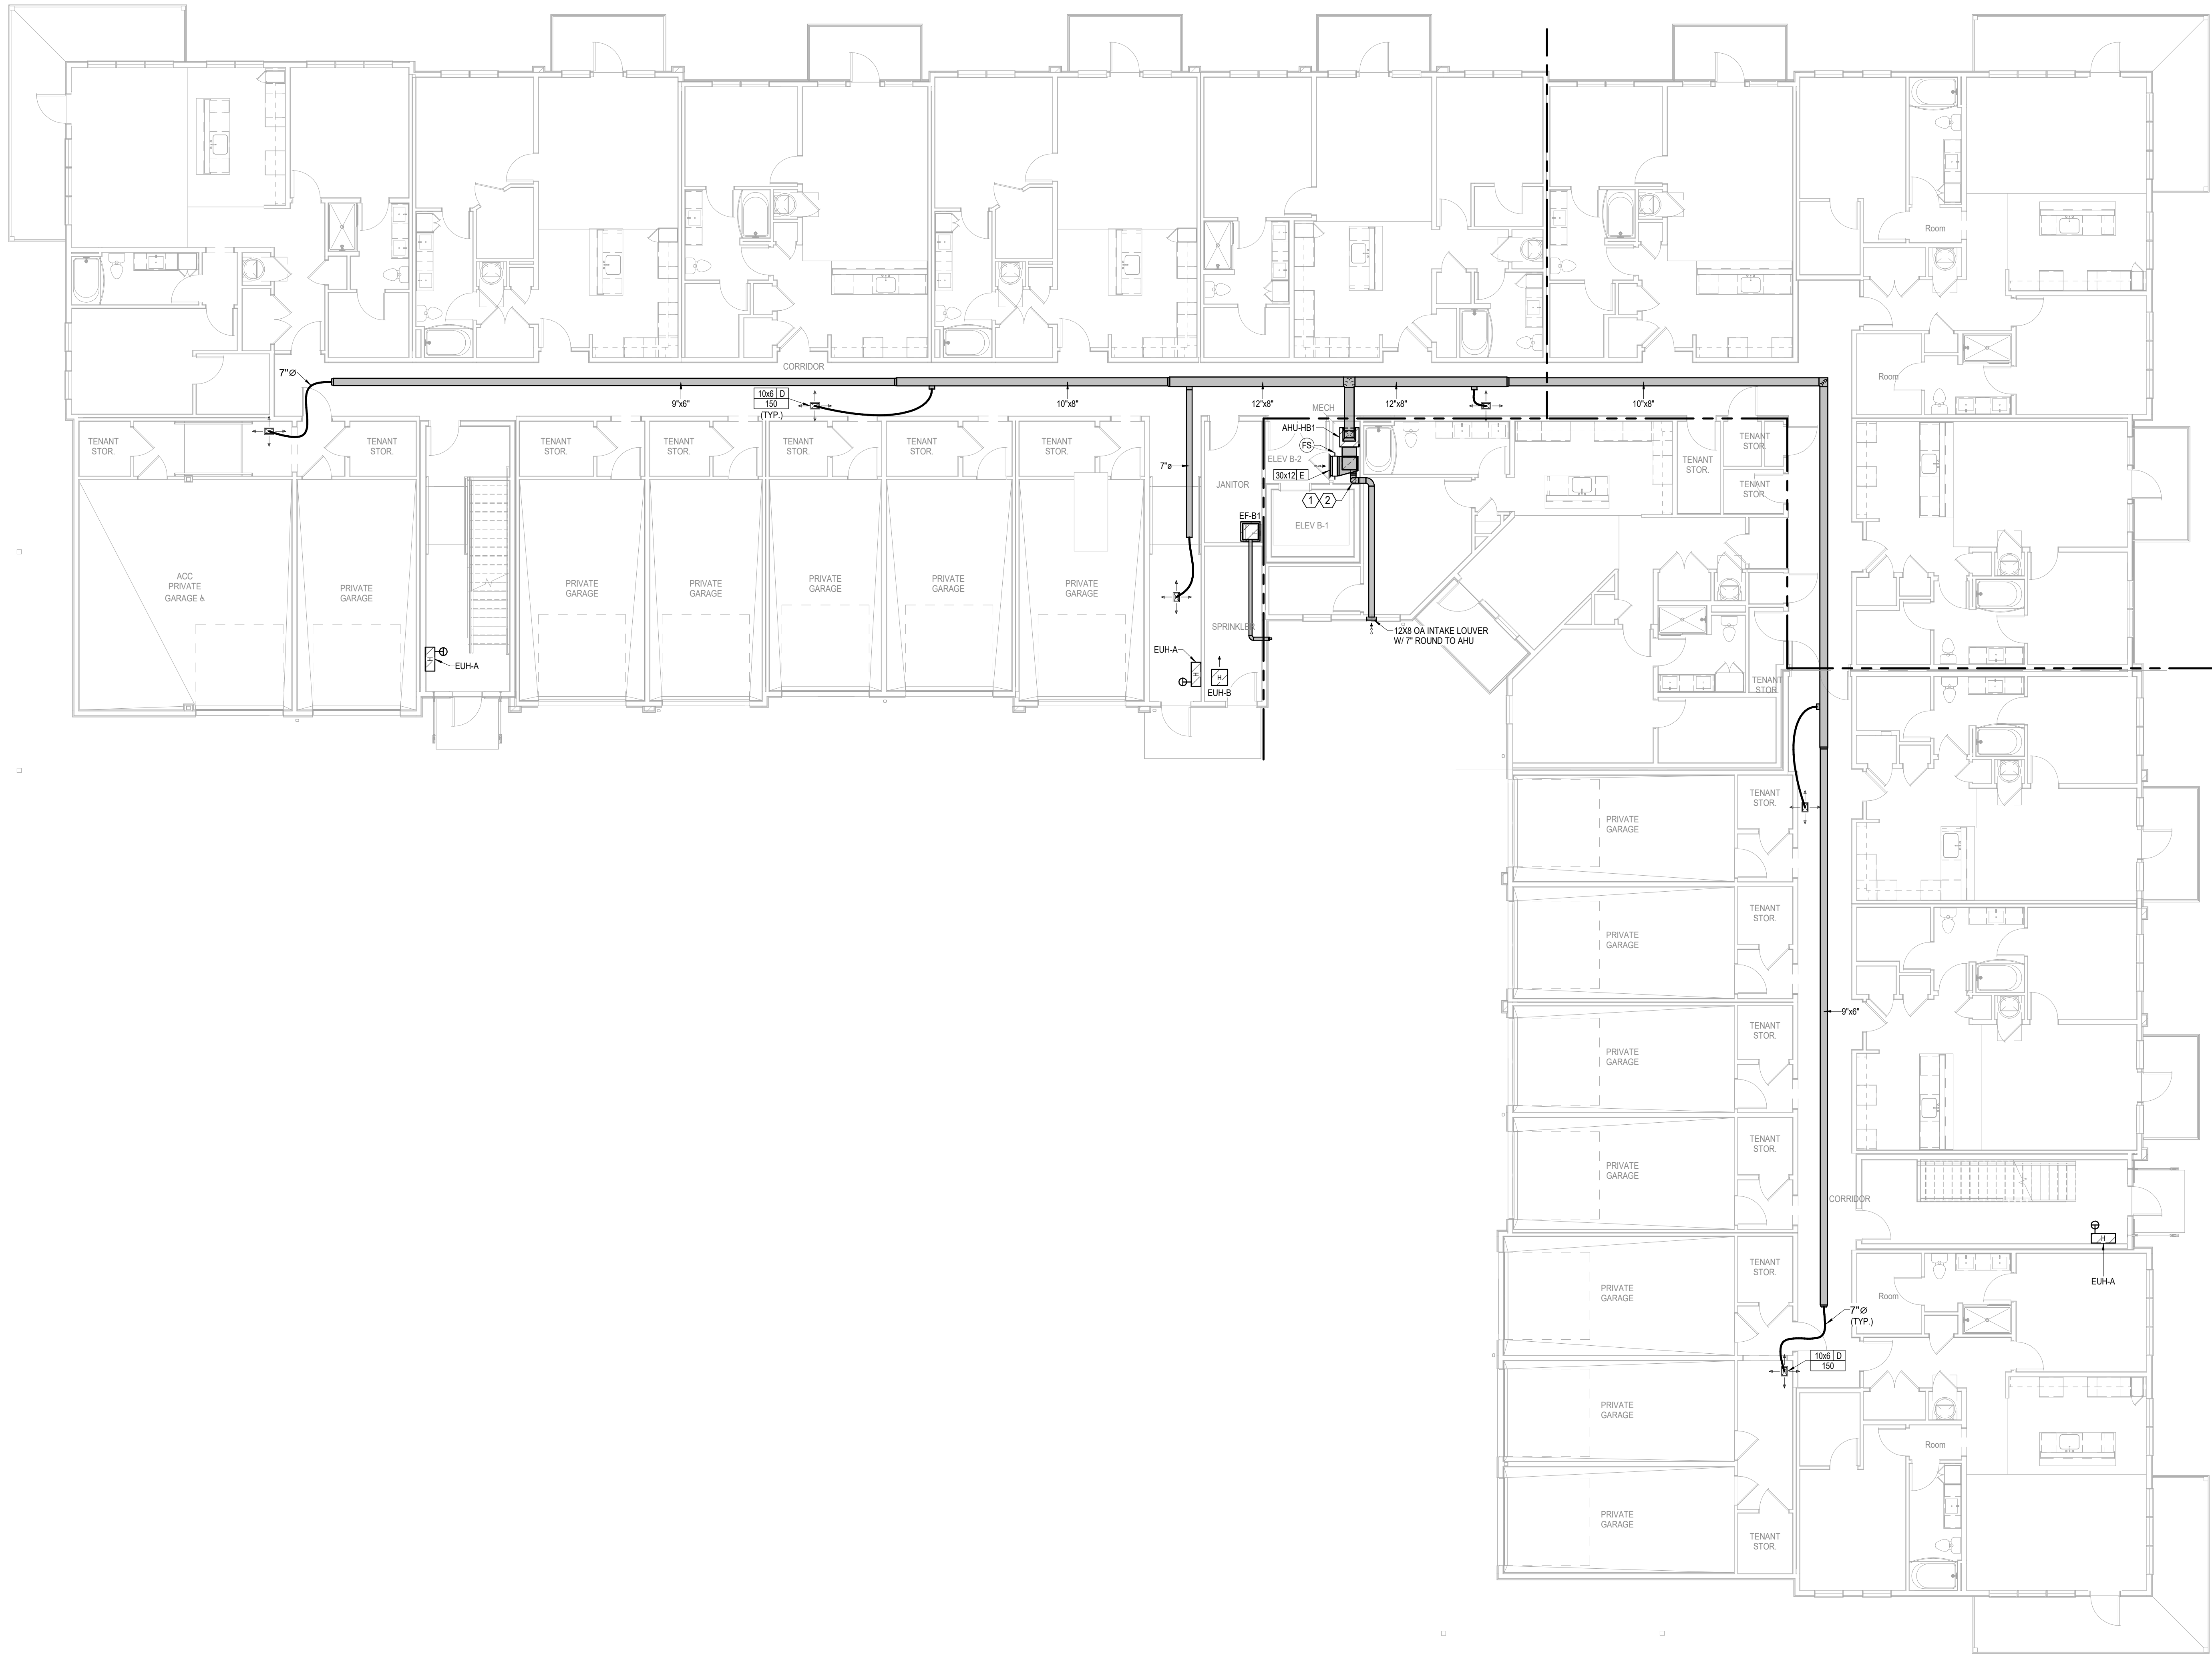 Room
CORRIDOR
Room
7"Ø
9"x6"
10x6 D
150
(TYP.)
10"x8"
12"x8"
12"x8"
10"x8"
MECH
AHU-HB1
FS
ELEV B-2
30x12 E
1
2
ELEV B-1
TENANT
STOR.
TENANT
STOR.
TENANT
STOR.
TENANT
STOR.
TENANT
STOR.
TENANT
STOR.
TENANT
STOR.
7"ø
JANITOR
TENANT
STOR.
TENANT
STOR.
TENANT
STOR.
EF-B1
ACC
PRIVATE
GARAGE
PRIVATE
GARAGE
PRIVATE
GARAGE
PRIVATE
GARAGE
PRIVATE
GARAGE
PRIVATE
GARAGE
PRIVATE
GARAGE
SPRINKLER
12X8 OA INTAKE LOUVER
W/ 7" ROUND TO AHU
H
EUH-A
EUH-A
H
H
EUH-B
TENANT
STOR.
PRIVATE
GARAGE
TENANT
STOR.
PRIVATE
GARAGE
TENANT
STOR.
9"x6"
PRIVATE
GARAGE
TENANT
STOR.
PRIVATE
GARAGE
TENANT
STOR.
CORRIDOR
H
EUH-A
PRIVATE
GARAGE
TENANT
STOR.
Room
7"Ø
(TYP.)
10x6 D
150
PRIVATE
GARAGE
Room
PRIVATE
GARAGE
TENANT
STOR.